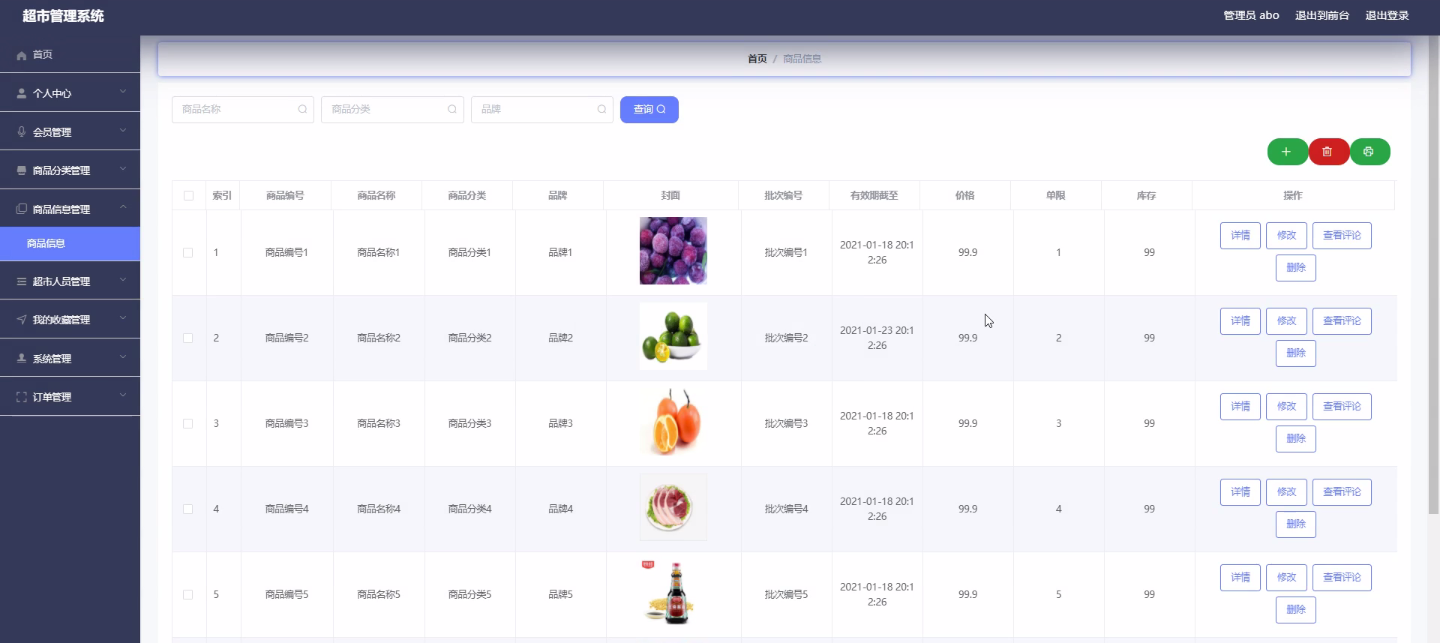 超市管理系统
管理员 abo 退出到前台 退出登录
首页
个人中心
会员管理
商品分类管理
商品信息管理
商品信息
超市人员管理
我的收藏管理
系统管理
订单管理
首页 / 商品信息
商品名称 商品分类 品牌 查询
索引 商品编号 商品名称 商品分类 品牌 封面 批次编号 有效期截至 价格 单限 库存 操作
1 商品编号1 商品名称1 商品分类1 品牌1 批次编号1 2021-01-18 20:1 99.9 1 99 详情 修改 查看评论
2:26 删除
2 商品编号2 商品名称2 商品分类2 品牌2 批次编号2 2021-01-23 20:1 99.9 2 99 详情 修改 查看评论
2:26 删除
3 商品编号3 商品名称3 商品分类3 品牌3 批次编号3 2021-01-18 20:1 99.9 3 99 详情 修改 查看评论
2:26 删除
4 商品编号4 商品名称4 商品分类4 品牌4 批次编号4 2021-01-18 20:1 99.9 4 99 详情 修改 查看评论
2:26 删除
5 商品编号5 商品名称5 商品分类5 品牌5 批次编号5 2021-01-18 20:1 99.9 5 99 详情 修改 查看评论
2:26 删除